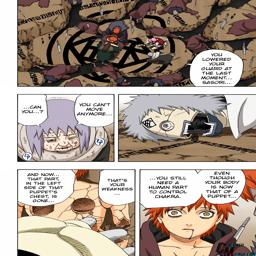 YOU
LOWERED
YOUR
GUARD AT
THE LAST
MOMENT...
SASORI...
YOU CAN'T
MOVE
ANYMORE...
...CAN
YOU...?
EVEN
THOUGH
YOUR BODY
IS NOW
THAT OF A
PUPPET...
...YOU STILL
NEED A
HUMAN PART
TO CONTROL
CHAKRA.
THAT'S
YOUR
WEAKNESS
...
AND NOW...
THAT PART,
IN THE LEFT
SIDE OF THAT
PUPPET'S
CHEST, IS
GONE...